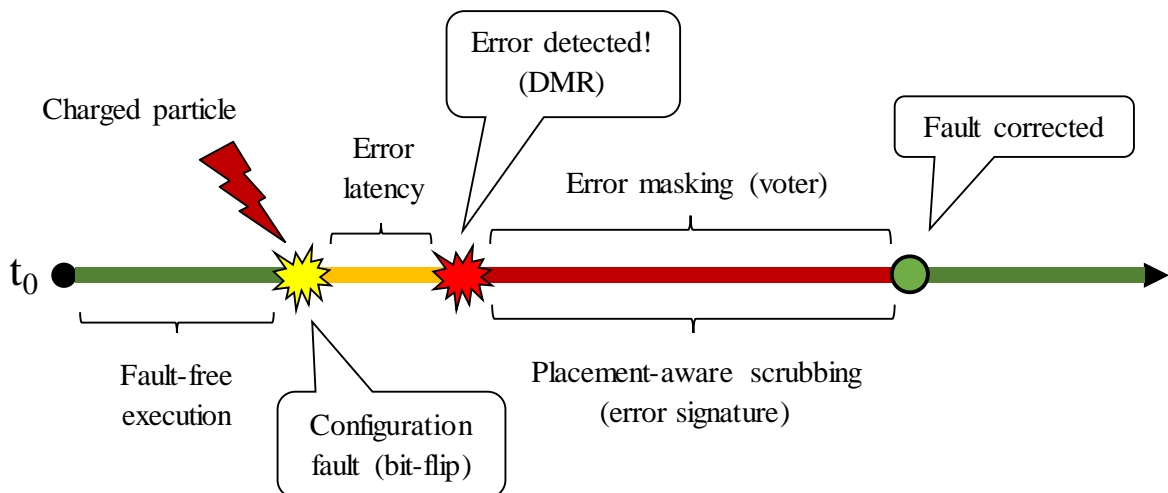 Error detected!
(DMR)
Charged particle
Fault corrected
Error
latency
Error masking (voter)
t0
Fault-free
execution
Placement-aware scrubbing
(error signature)
Configuration
fault (bit-flip)